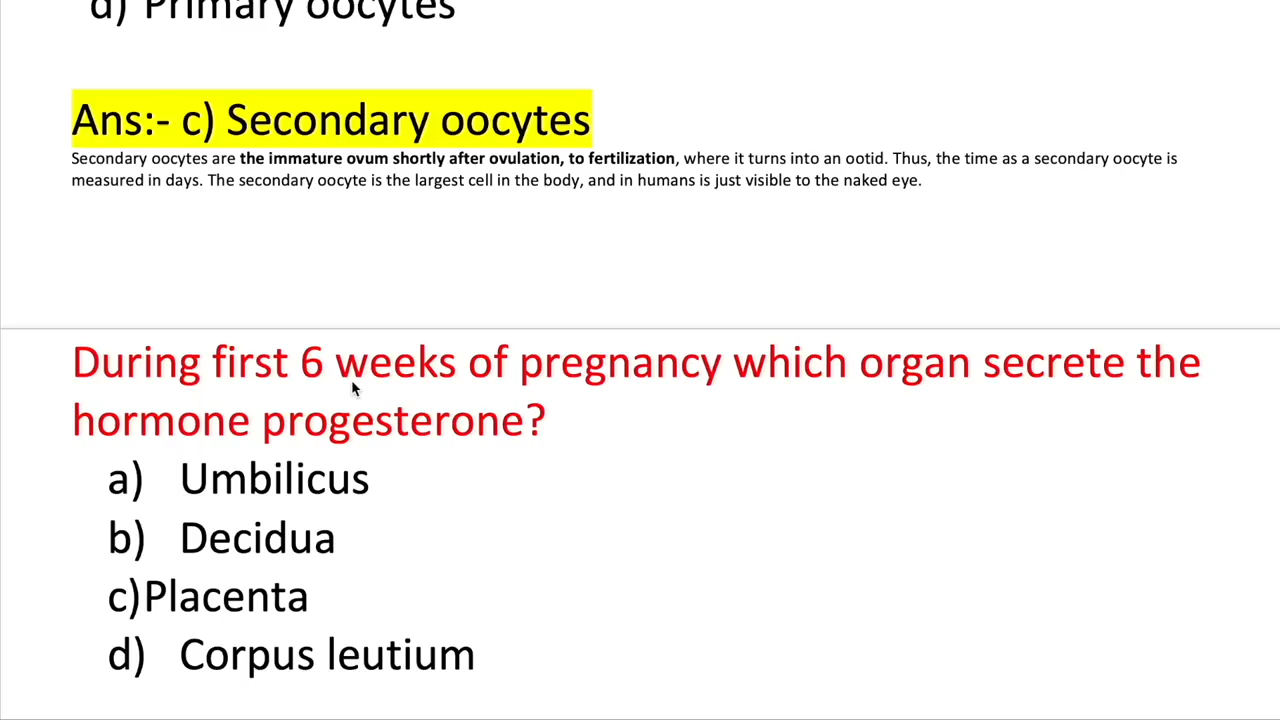 d) Primary oocytes
Ans:- c) Secondary oocytes
Secondary oocytes are the immature ovum shortly after ovulation, to fertilization, where it turns into an ootid. Thus, the time as a secondary oocyte is
measured in days. The secondary oocyte is the largest cell in the body, and in humans is just visible to the naked eye.
During first 6 weeks of pregnancy which organ secrete the
hormone progesterone?
a) Umbilicus
b) Decidua
c)Placenta
d) Corpus leutium